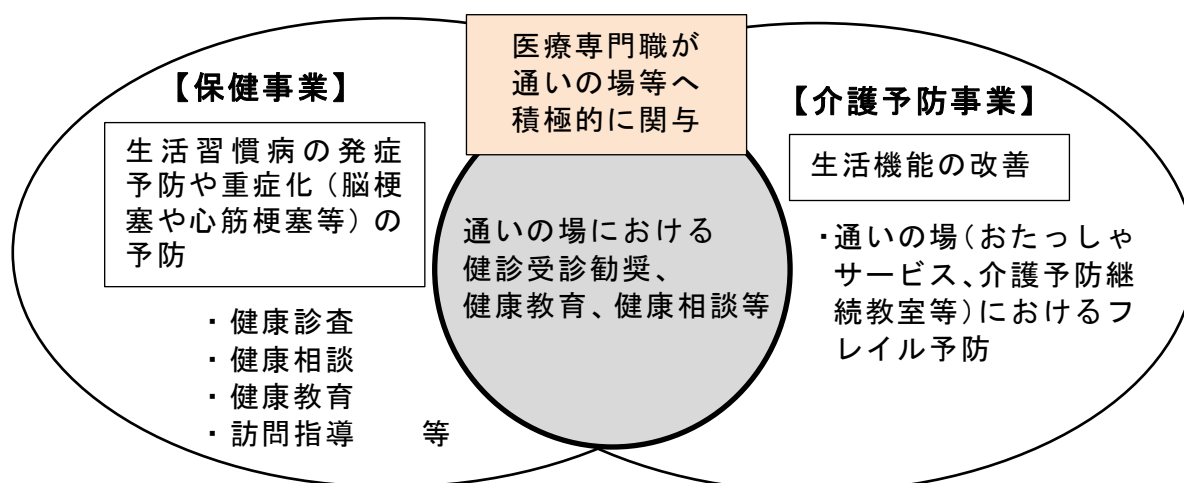 医療専門職が
通いの場等へ
積極的に関与
【保健事業】
生活習慣病の発症
予防や重症化（脳梗
塞や心筋梗塞等）の
予防
・健康診査
・健康相談
・健康教育
・訪問指導　　等
通いの場における
健診受診勧奨、
健康教育、健康相談等
【介護予防事業】
生活機能の改善
・通いの場（おたっしゃ
サービス、介護予防継
続教室等）におけるフ
レイル予防